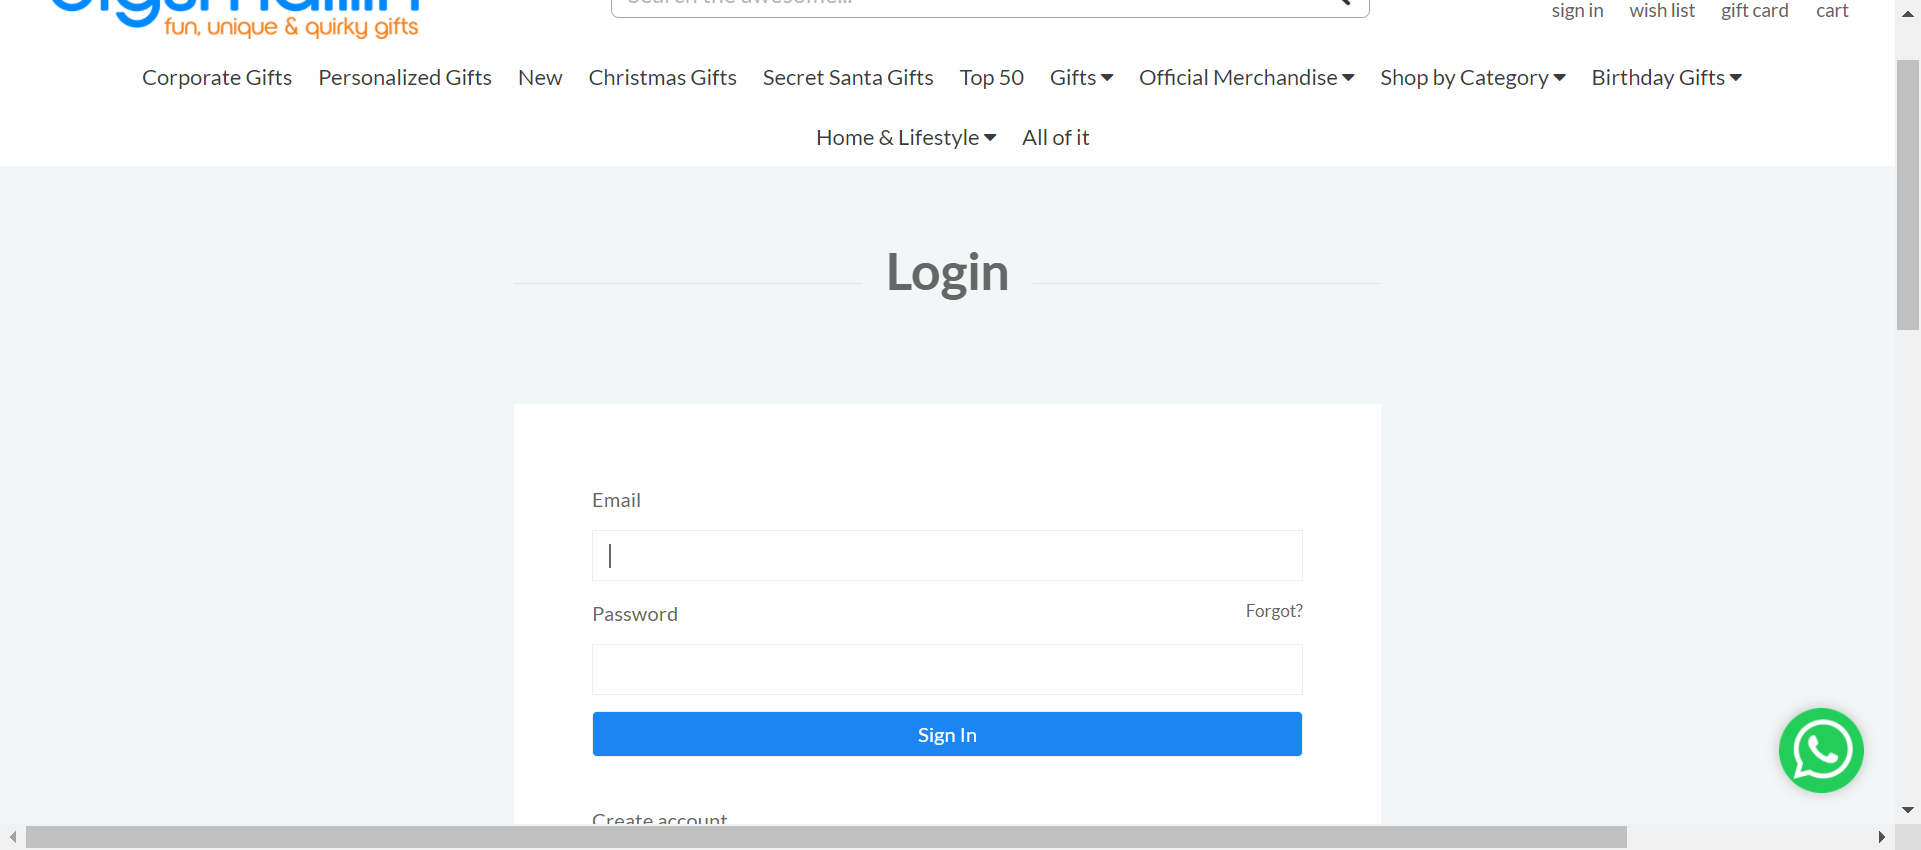 fun, unique & quirky gifts
sign in wish list gift card cart
Corporate Gifts Personalized Gifts New Christmas Gifts Secret Santa Gifts Top 50 Gifts Official Merchandise Shop by Category Birthday Gifts
Home & Lifestyle All of it
Login
Email
Password Forgot?
Sign In
Create account